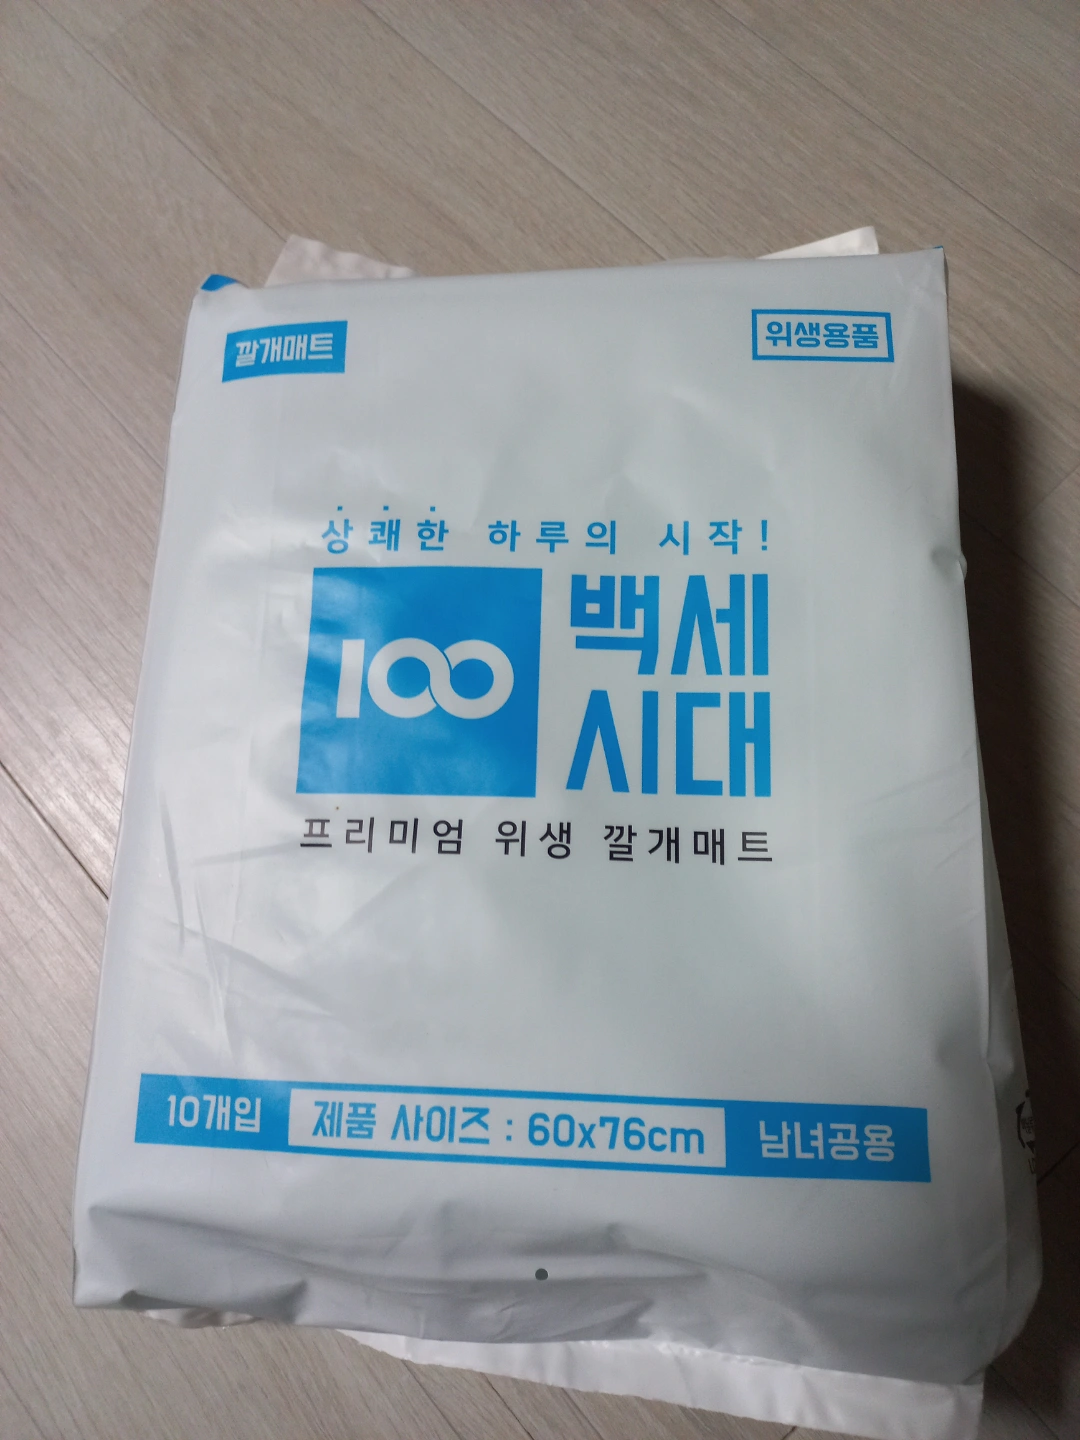 깔개매트
위생용품
상쾌한 하루의 시작!
100
백세
시대
프리미엄 위생 깔개매트
10개입
제품 사이즈 : 60x76cm
남녀공용